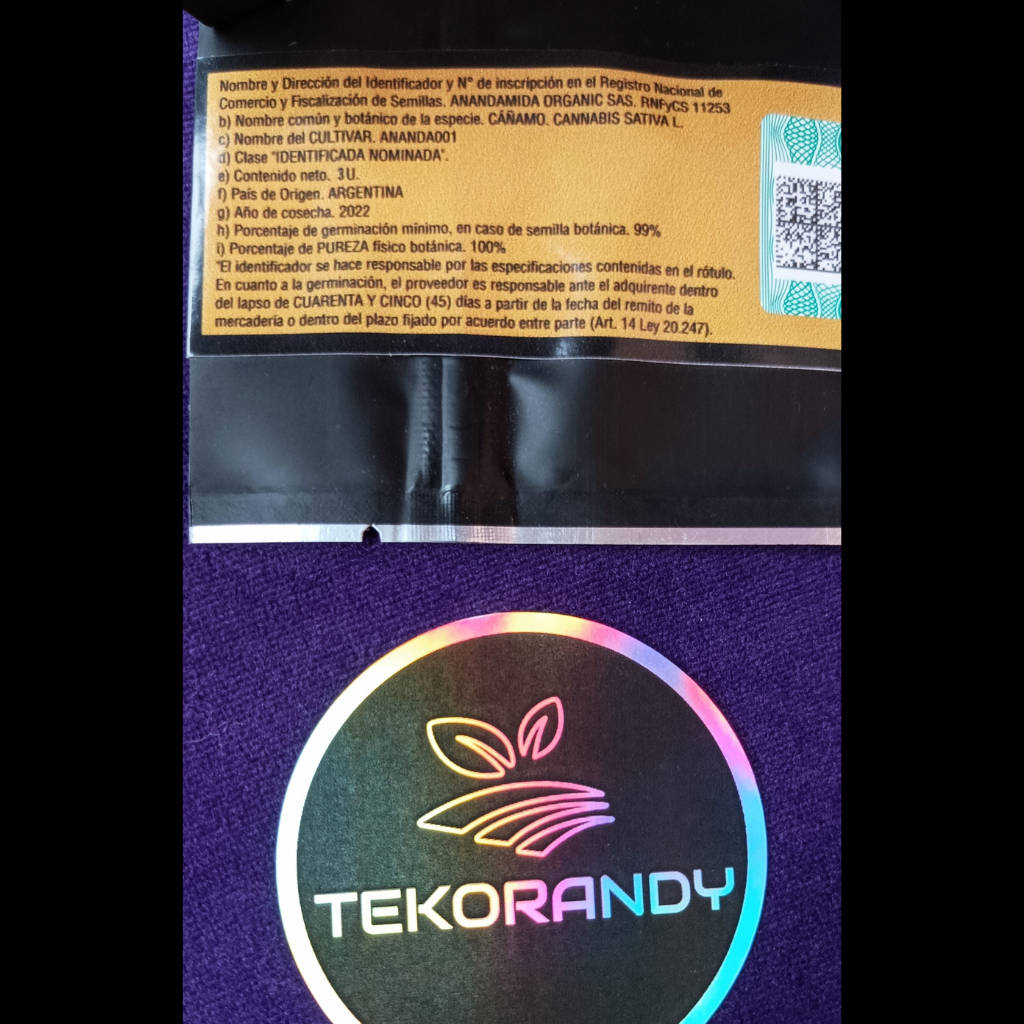 Nombre y Dirección del Identificador y N° de inscripción en el Registro Nacional de
Comercio y Fiscalización de Semillas. ANANDAMIDA ORGANIC SAS. RNFyCS 11253
b) Nombre común y botánico de la especie. CÁÑAMO. CANNABIS SATIVA L.
c) Nombre del CULTIVAR. ANANDA001
d) Clase "IDENTIFICADA NOMINADA".
e) Contenido neto. 3U.
f) País de Origen. ARGENTINA
g) Año de cosecha. 2022
h) Porcentaje de germinación mínimo, en caso de semilla botánica. 99%
i) Porcentaje de PUREZA físico botánica. 100%
"El identificador se hace responsable por las especificaciones contenidas en el rótulo.
En cuanto a la germinación, el proveedor es responsable ante el adquirente dentro
del lapso de CUARENTA Y CINCO (45) días a partir de la fecha del remito de la
mercadería o dentro del plazo fijado por acuerdo entre parte (Art. 14 Ley 20.247).
TEKORANDY